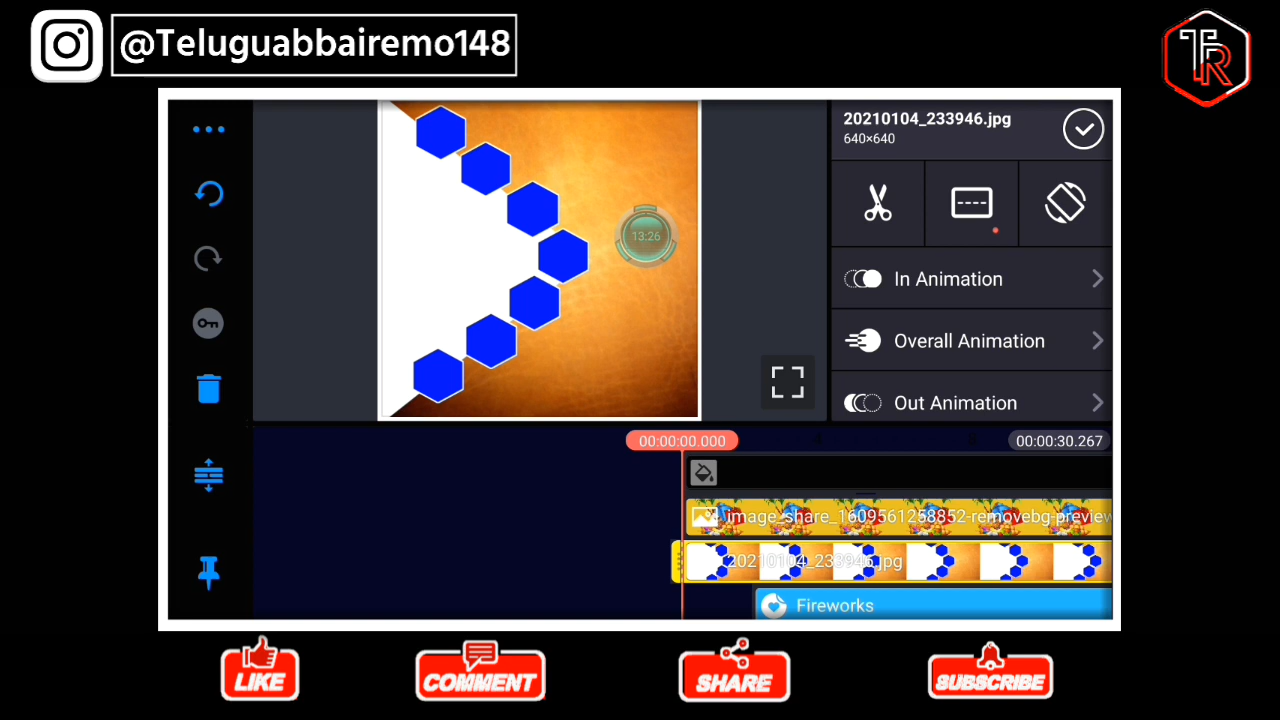 @Teluguabbairemo148
TR
20210104_233946.jpg
640×640
13:26
In Animation
Overall Animation
Out Animation
00:00:00.000
00:00:30.267
image_share_1609561258852-removebg-preview
20210104_233946.jpg
Fireworks
LIKE
COMMENT
SHARE
SUBSCRIBE